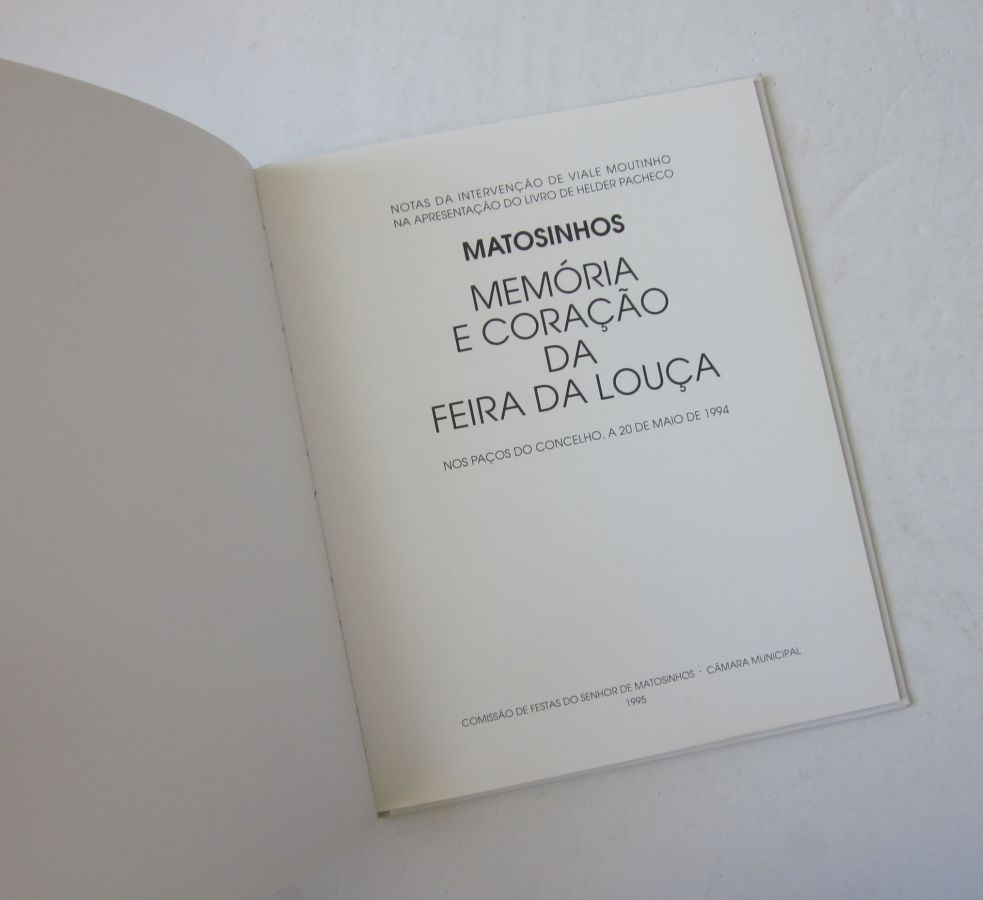 NOTAS DA INTERVENÇÃO DE VIALE MOUTINHO
NA APRESENTAÇÃO DO LIVRO DE HELDER PACHECO
MATOSINHOS
MEMÓRIA
E CORAÇÃO
DA
FEIRA DA LOUÇA
NOS PAÇOS DO CONCELHO, A 20 DE MAIO DE 1994
COMISSÃO DE FESTAS DO SENHOR DE MATOSINHOS · CÂMARA MUNICIPAL
1995